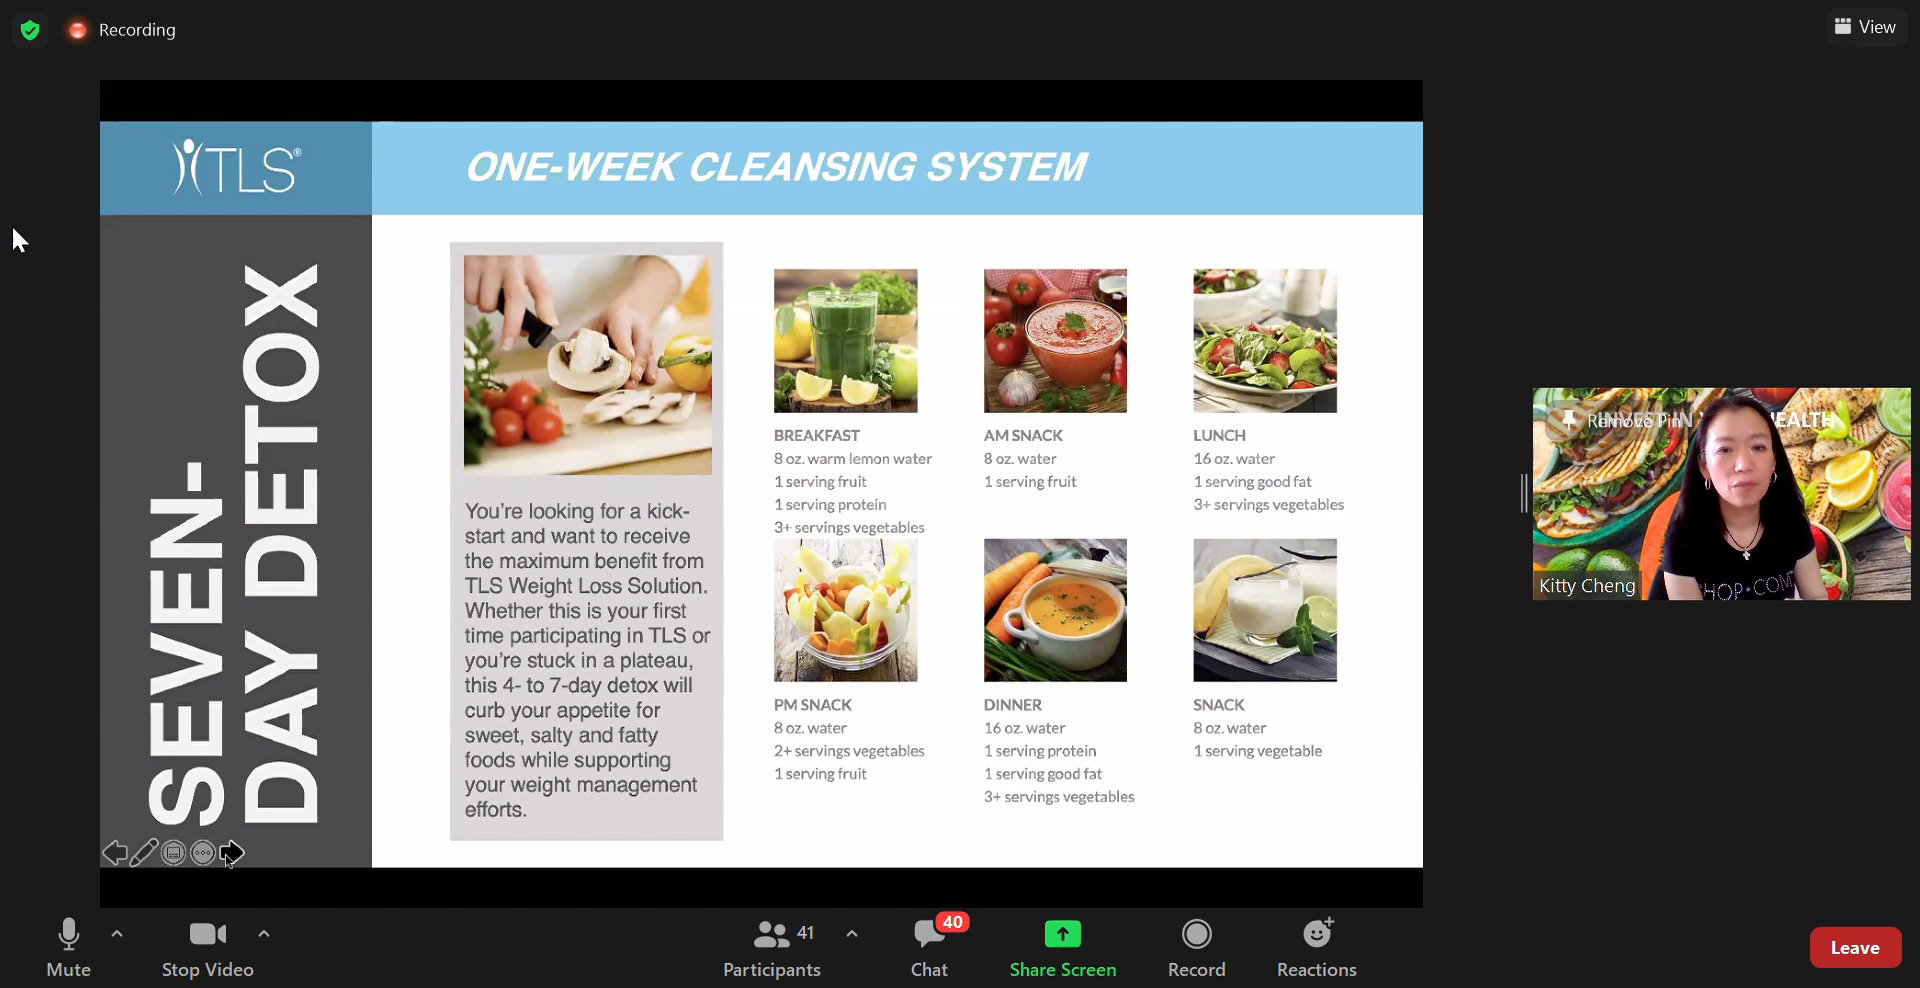 Recording
View
TLS®
ONE-WEEK CLEANSING SYSTEM
SEVEN-
DAY DETOX
You're looking for a kick-
start and want to receive
the maximum benefit from
TLS Weight Loss Solution.
Whether this is your first
time participating in TLS or
you're stuck in a plateau,
this 4- to 7-day detox will
curb your appetite for
sweet, salty and fatty
foods while supporting
your weight management
efforts.
BREAKFAST
8 oz. warm lemon water
1 serving fruit
1 serving protein
3+ servings vegetables
AM SNACK
8 oz. water
1 serving fruit
LUNCH
16 oz. water
1 serving good fat
3+ servings vegetables
PM SNACK
8 oz. water
2+ servings vegetables
1 serving fruit
DINNER
16 oz. water
1 serving protein
1 serving good fat
3+ servings vegetables
SNACK
8 oz. water
1 serving vegetable
Remove Pin
INVEST IN EALTH
HOP•COM
Kitty Cheng
Mute
Stop Video
41
Participants
40
Chat
Share Screen
Record
Reactions
Leave